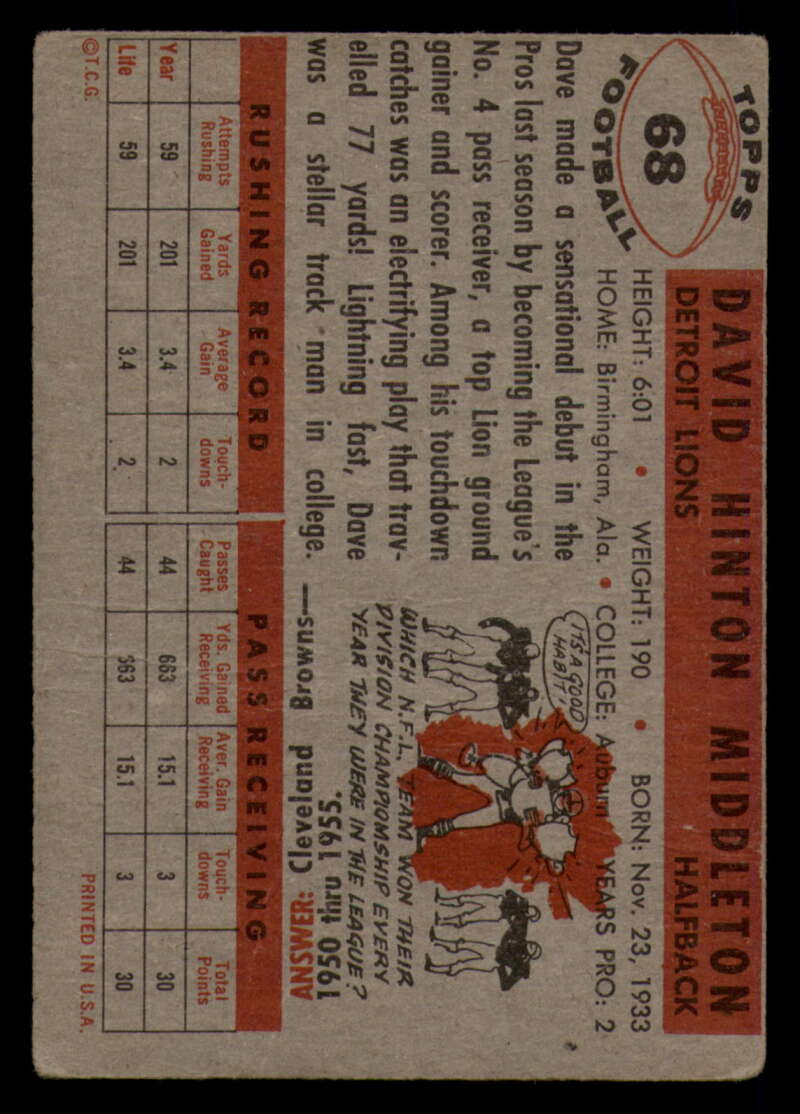 TOPPS
68
FOOTBALL
DAVID HINTON MIDDLETON
DETROIT LIONS HALFBACK
HEIGHT: 6:01 • WEIGHT: 190 • BORN: Nov. 23, 1933
HOME: Birmingham, Ala. • COLLEGE: Auburn YEARS PRO: 2
Dave made a sensational debut in the
Pros last season by becoming the League's
No. 4 pass receiver, a top Lion ground
gainer and scorer. Among his touchdown
catches was an electrifying play that trav-
elled 77 yards! Lightning fast, Dave
was a stellar track man in college.
IT'S A GOOD
HABIT!
WHICH N.F.L. TEAM WON THEIR
DIVISION CHAMPIONSHIP EVERY
YEAR THEY WERE IN THE LEAGUE?
ANSWER: Cleveland Browns—
1950 thru 1955.
RUSHING RECORD PASS RECEIVING
Attempts Rushing Yards Gained Average Gain Touch-downs Passes Caught Yds. Gained Receiving Aver. Gain Receiving Touch-downs Total Points
Year 59 201 3.4 2 44 663 15.1 3 30
Life 59 201 3.4 2 44 663 15.1 3 30
©T.C.G. PRINTED IN U.S.A.